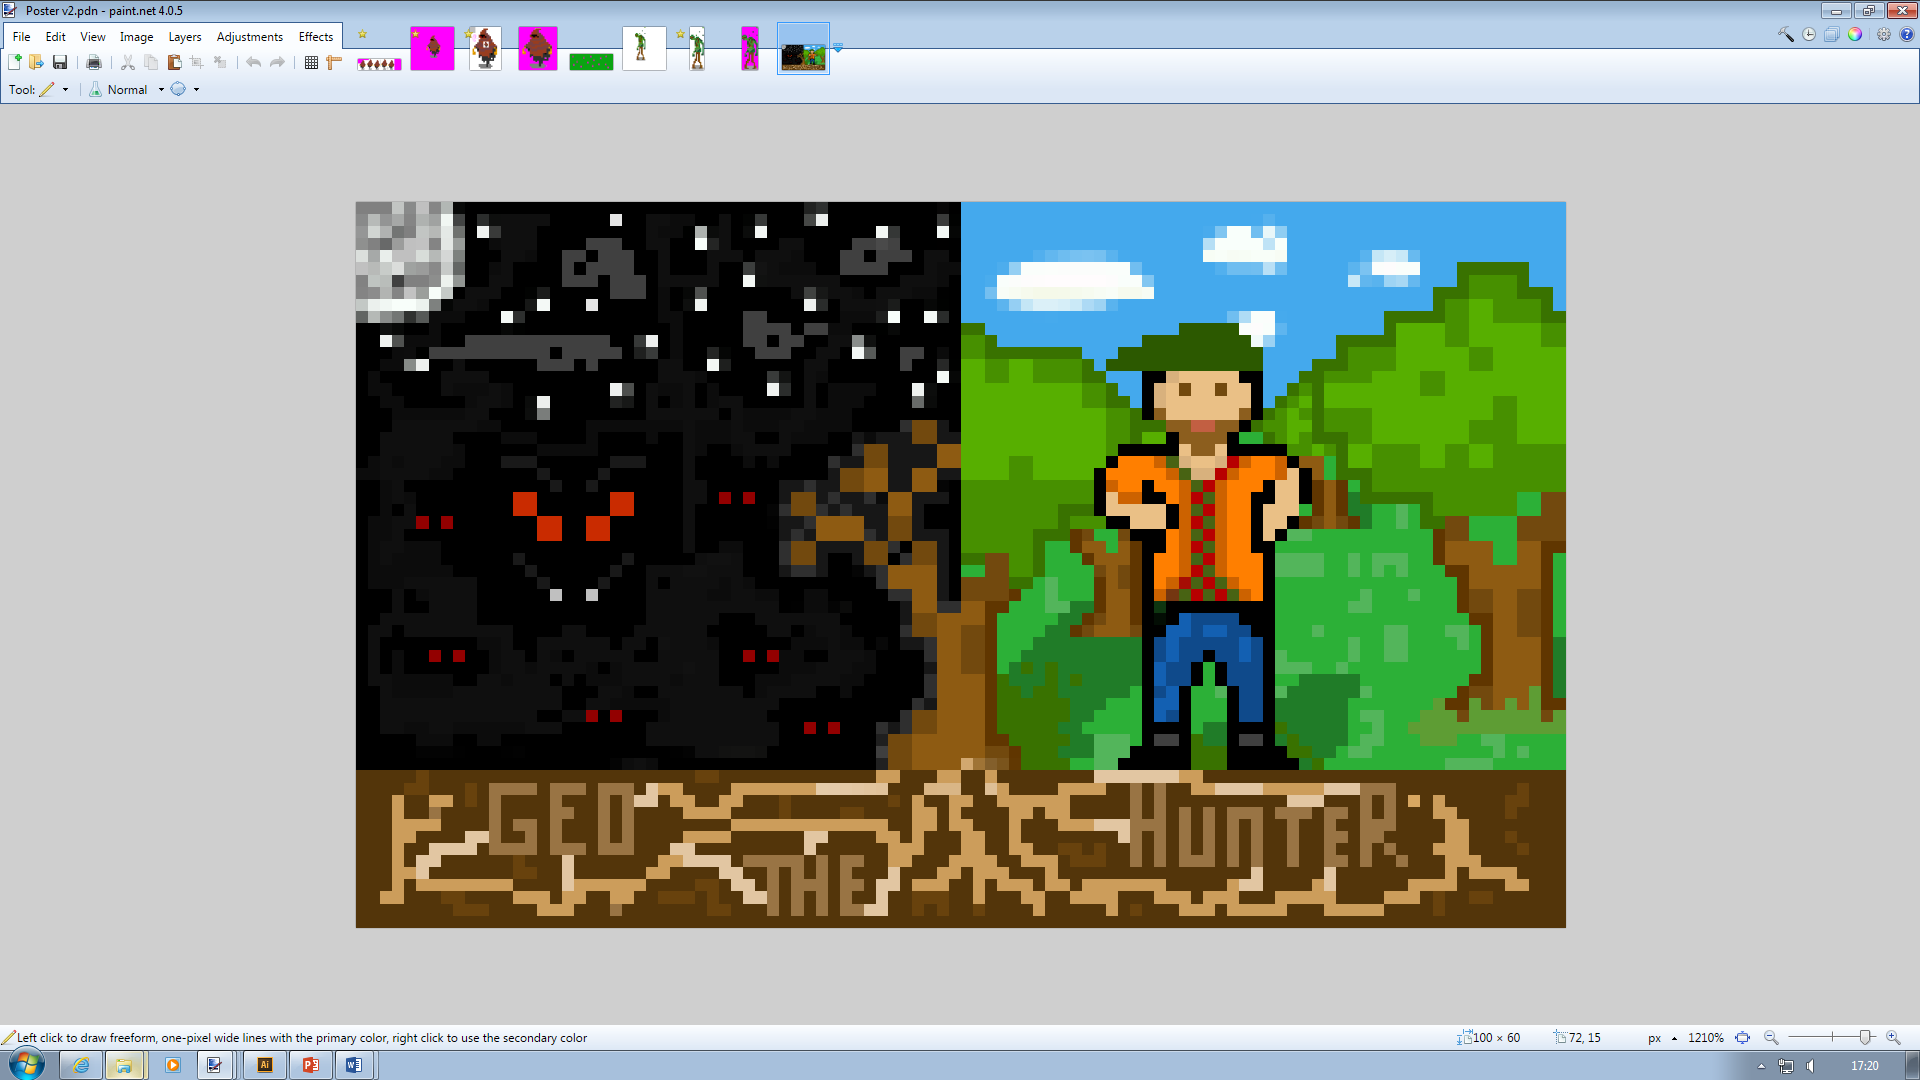 Poster v2.pdn - paint.net 4.0.5
File Edit View Image Layers Adjustments Effects
Tool: Normal
GEO HUNTER
THE
Left click to draw freeform, one-pixel wide lines with the primary color, right click to use the secondary color
100 × 60 72, 15 px 1210%
Ai
17:20